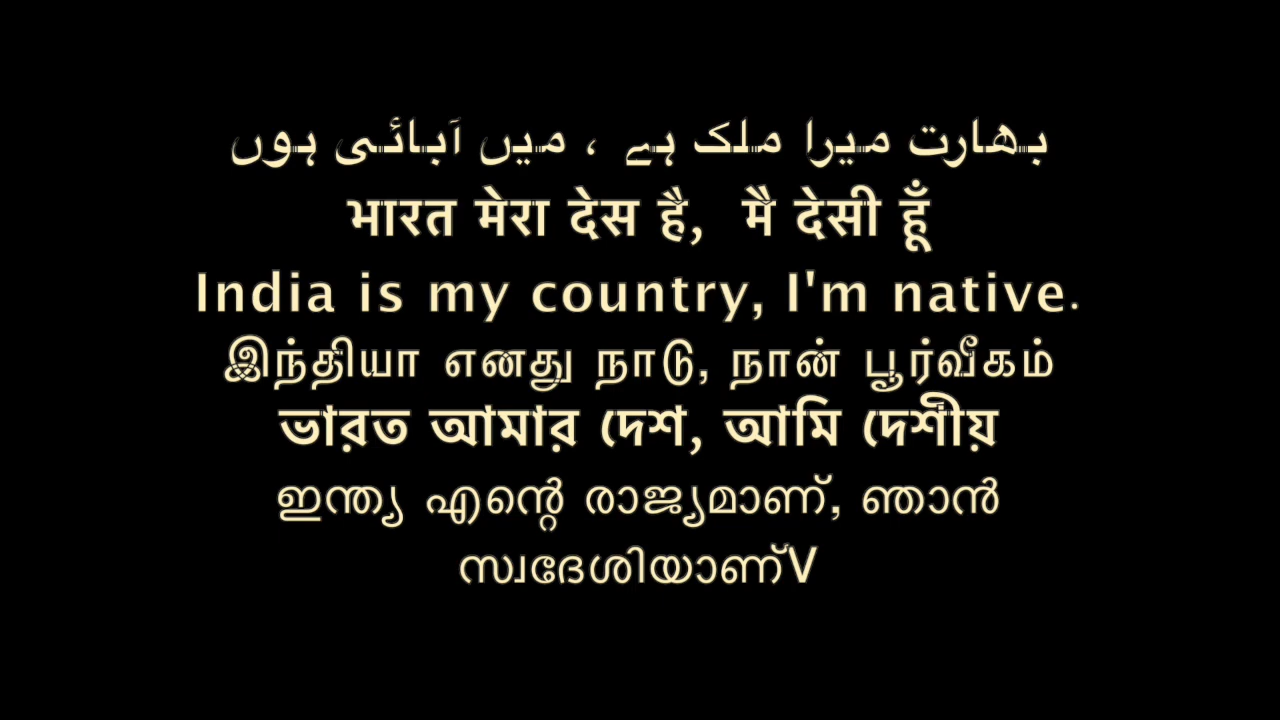 بھارت میرا ملک ہے ، میں آبائی ہوں
भारत मेरा देस है, मै देसी हूँ
India is my country, I'm native.
இந்தியா எனது நாடு, நான் பூர்வீகம்
ভারত আমার দেশ, আমি দেশীয়
ഇന്ത്യ എന്റെ രാജ്യമാണ്, ഞാൻ
സ്വദേശിയാണ്V